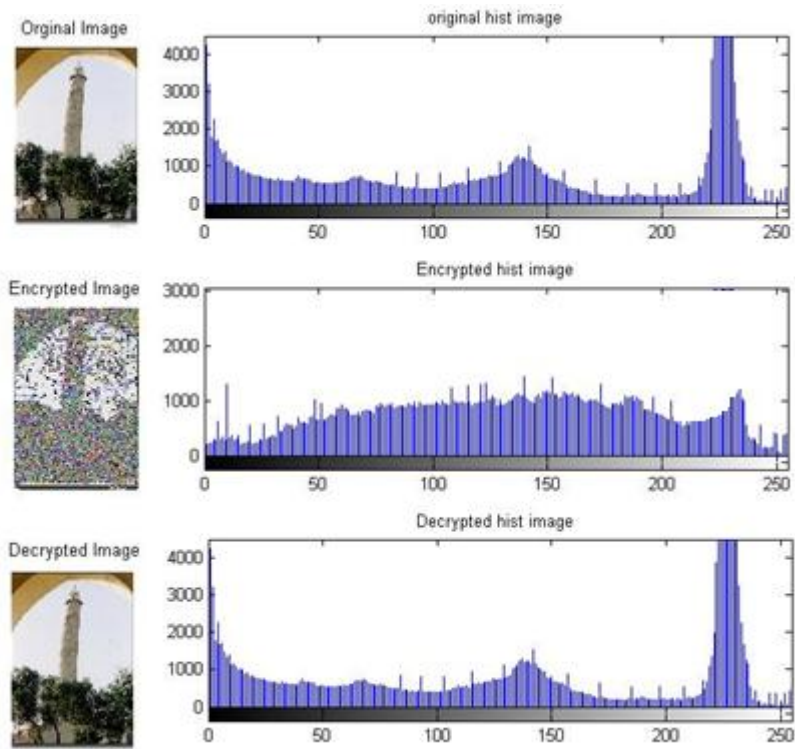 Orginal Image
original hist image
4000
3000
2000
1000
0
0 50 100 150 200 250
Encrypted Image
Encrypted hist image
3000
2000
1000
0
0 50 100 150 200 250
Decrypted Image
Decrypted hist image
4000
3000
2000
1000
0
0 50 100 150 200 250